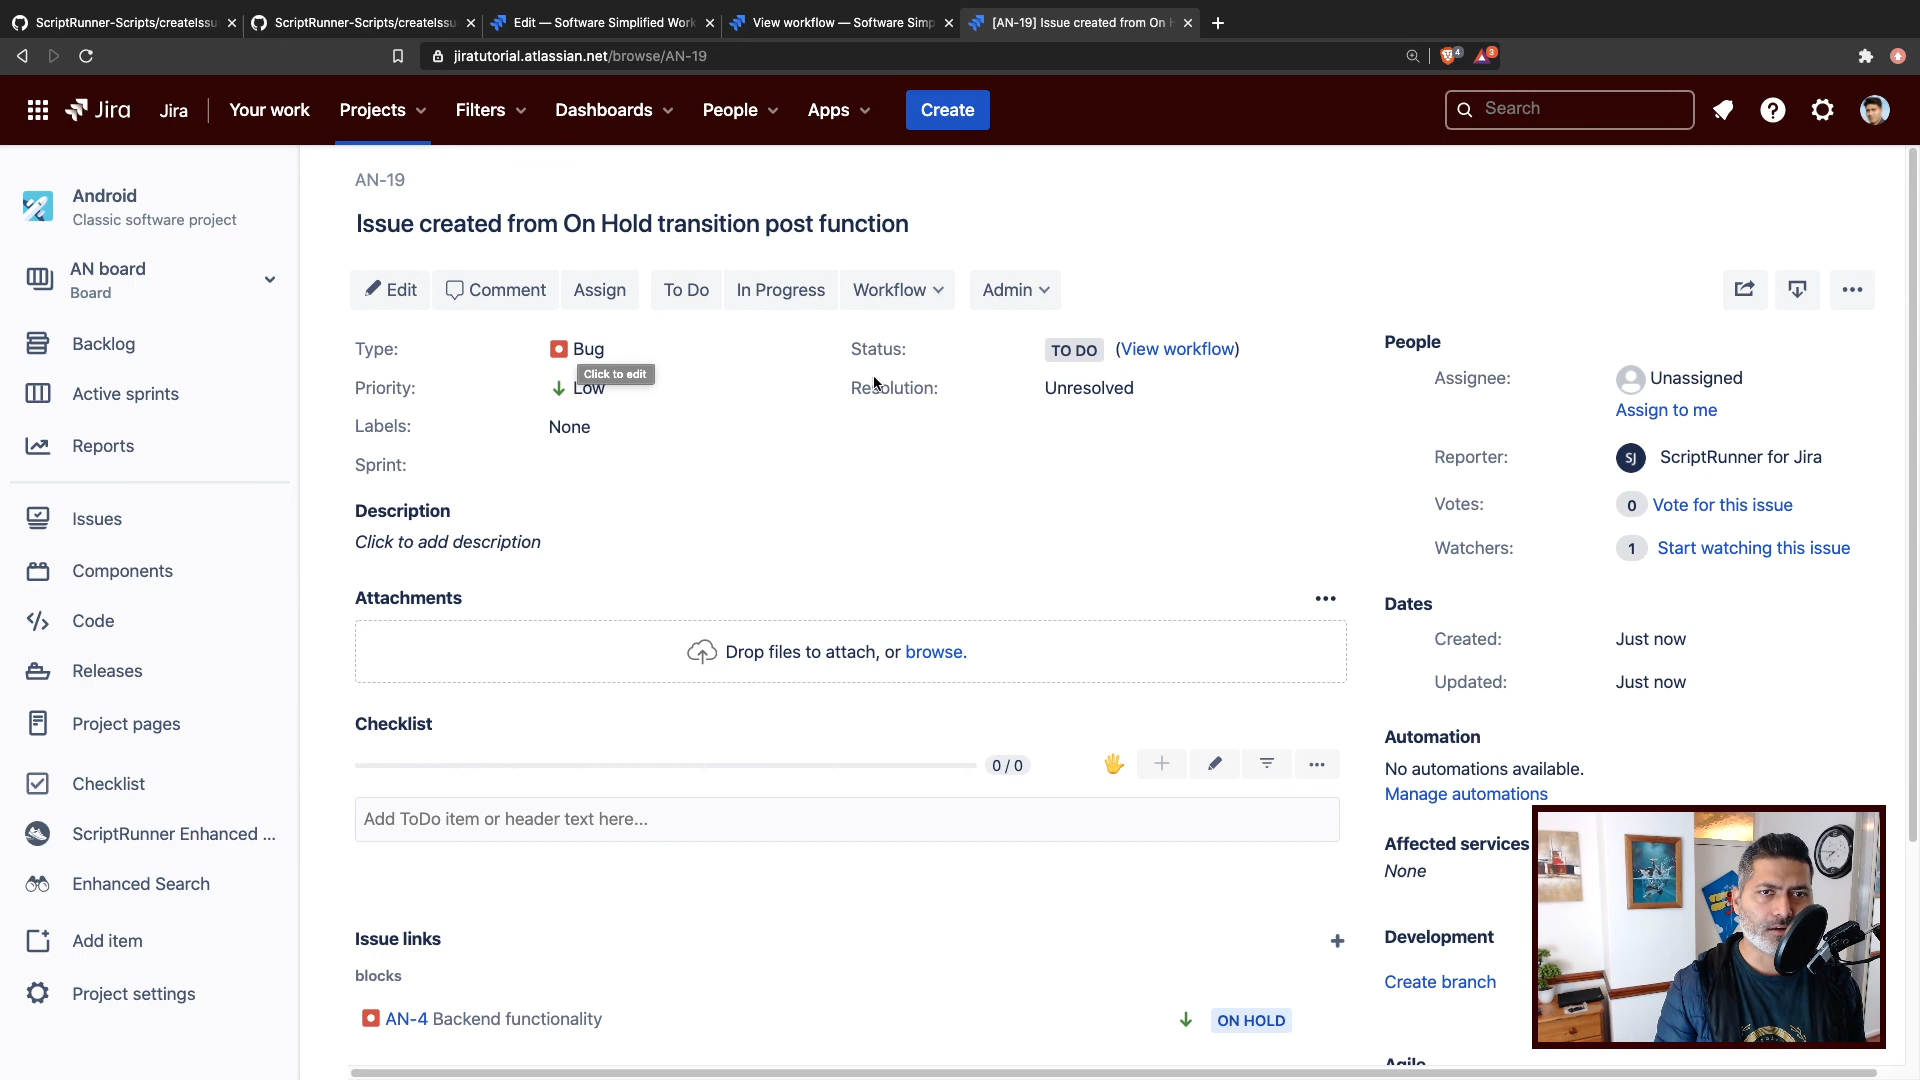 ScriptRunner-Scripts/createIssu
ScriptRunner-Scripts/createIssu
Edit — Software Simplified Work
View workflow — Software Simp
[AN-19] Issue created from On H
jiratutorial.atlassian.net/browse/AN-19
4
3
Jira
Jira
Your work
Projects
Filters
Dashboards
People
Apps
Create
Search
Android
Classic software project
AN board
Board
Backlog
Active sprints
Reports
Issues
Components
Code
Releases
Project pages
Checklist
ScriptRunner Enhanced ...
Enhanced Search
Add item
Project settings
AN-19
Issue created from On Hold transition post function
Edit
Comment
Assign
To Do
In Progress
Workflow
Admin
Type:
Bug
Click to edit
Priority:
Low
Labels:
None
Sprint:
Status:
TO DO
(View workflow)
Resolution:
Unresolved
Description
Click to add description
Attachments
Drop files to attach, or browse.
Checklist
0 / 0
Add ToDo item or header text here...
Issue links
blocks
AN-4 Backend functionality
ON HOLD
People
Assignee:
Unassigned
Assign to me
Reporter:
SJ
ScriptRunner for Jira
Votes:
0 Vote for this issue
Watchers:
1 Start watching this issue
Dates
Created:
Just now
Updated:
Just now
Automation
No automations available.
Manage automations
Affected services
None
Development
Create branch
Agile